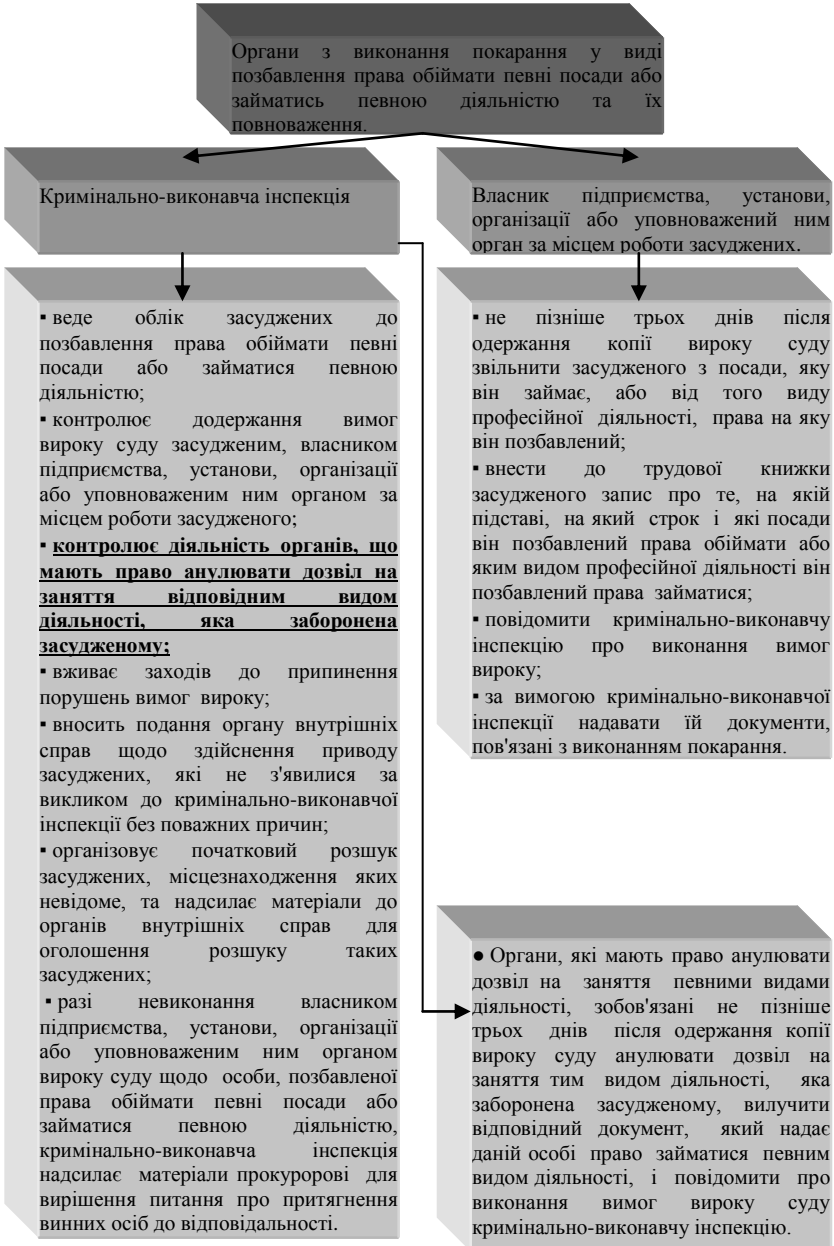 Органи з виконання покарання у виді
позбавлення права обіймати певні посади або
займатись певною діяльністю та їх
повноваження.
Кримінально-виконавча інспекція
▪ веде облік засуджених до
позбавлення права обіймати певні
посади або займатися певною
діяльністю;
▪ контролює додержання вимог
вироку суду засудженим, власником
підприємства, установи, організації
або уповноваженим ним органом за
місцем роботи засудженого;
▪ контролює діяльність органів, що
мають право анулювати дозвіл на
заняття відповідним видом
діяльності, яка заборонена
засудженому;
▪ вживає заходів до припинення
порушень вимог вироку;
▪ вносить подання органу внутрішніх
справ щодо здійснення приводу
засуджених, які не з'явилися за
викликом до кримінально-виконавчої
інспекції без поважних причин;
▪ організовує початковий розшук
засуджених, місцезнаходження яких
невідоме, та надсилає матеріали до
органів внутрішніх справ для
оголошення розшуку таких
засуджених;
▪ разі невиконання власником
підприємства, установи, організації
або уповноваженим ним органом
вироку суду щодо особи, позбавленої
права обіймати певні посади або
займатися певною діяльністю,
кримінально-виконавча інспекція
надсилає матеріали прокуророві для
вирішення питання про притягнення
винних осіб до відповідальності.
Власник підприємства, установи,
організації або уповноважений ним
орган за місцем роботи засуджених.
▪ не пізніше трьох днів після
одержання копії вироку суду
звільнити засудженого з посади, яку
він займає, або від того виду
професійної діяльності, права на яку
він позбавлений;
▪ внести до трудової книжки
засудженого запис про те, на якій
підставі, на який строк і які посади
він позбавлений права обіймати або
яким видом професійної діяльності він
позбавлений права займатися;
▪ повідомити кримінально-виконавчу
інспекцію про виконання вимог
вироку;
▪ за вимогою кримінально-виконавчої
інспекції надавати їй документи,
пов'язані з виконанням покарання.
● Органи, які мають право анулювати
дозвіл на заняття певними видами
діяльності, зобов'язані не пізніше
трьох днів після одержання копії
вироку суду анулювати дозвіл на
заняття тим видом діяльності, яка
заборонена засудженому, вилучити
відповідний документ, який надає
даній особі право займатися певним
видом діяльності, і повідомити про
виконання вимог вироку суду
кримінально-виконавчу інспекцію.